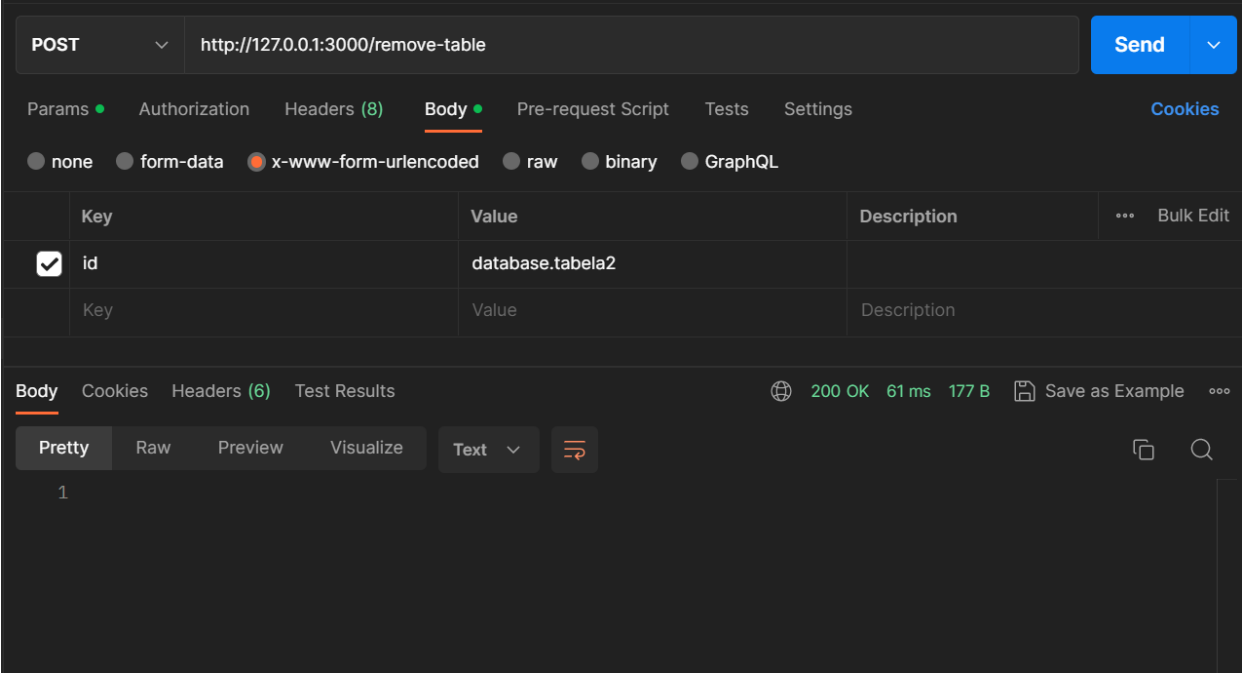 POST http://127.0.0.1:3000/remove-table Send
Params Authorization Headers (8) Body Pre-request Script Tests Settings Cookies
none form-data x-www-form-urlencoded raw binary GraphQL
Key Value Description Bulk Edit
id database.tabela2
Key Value Description
Body Cookies Headers (6) Test Results 200 OK 61 ms 177 B Save as Example
Pretty Raw Preview Visualize Text
1